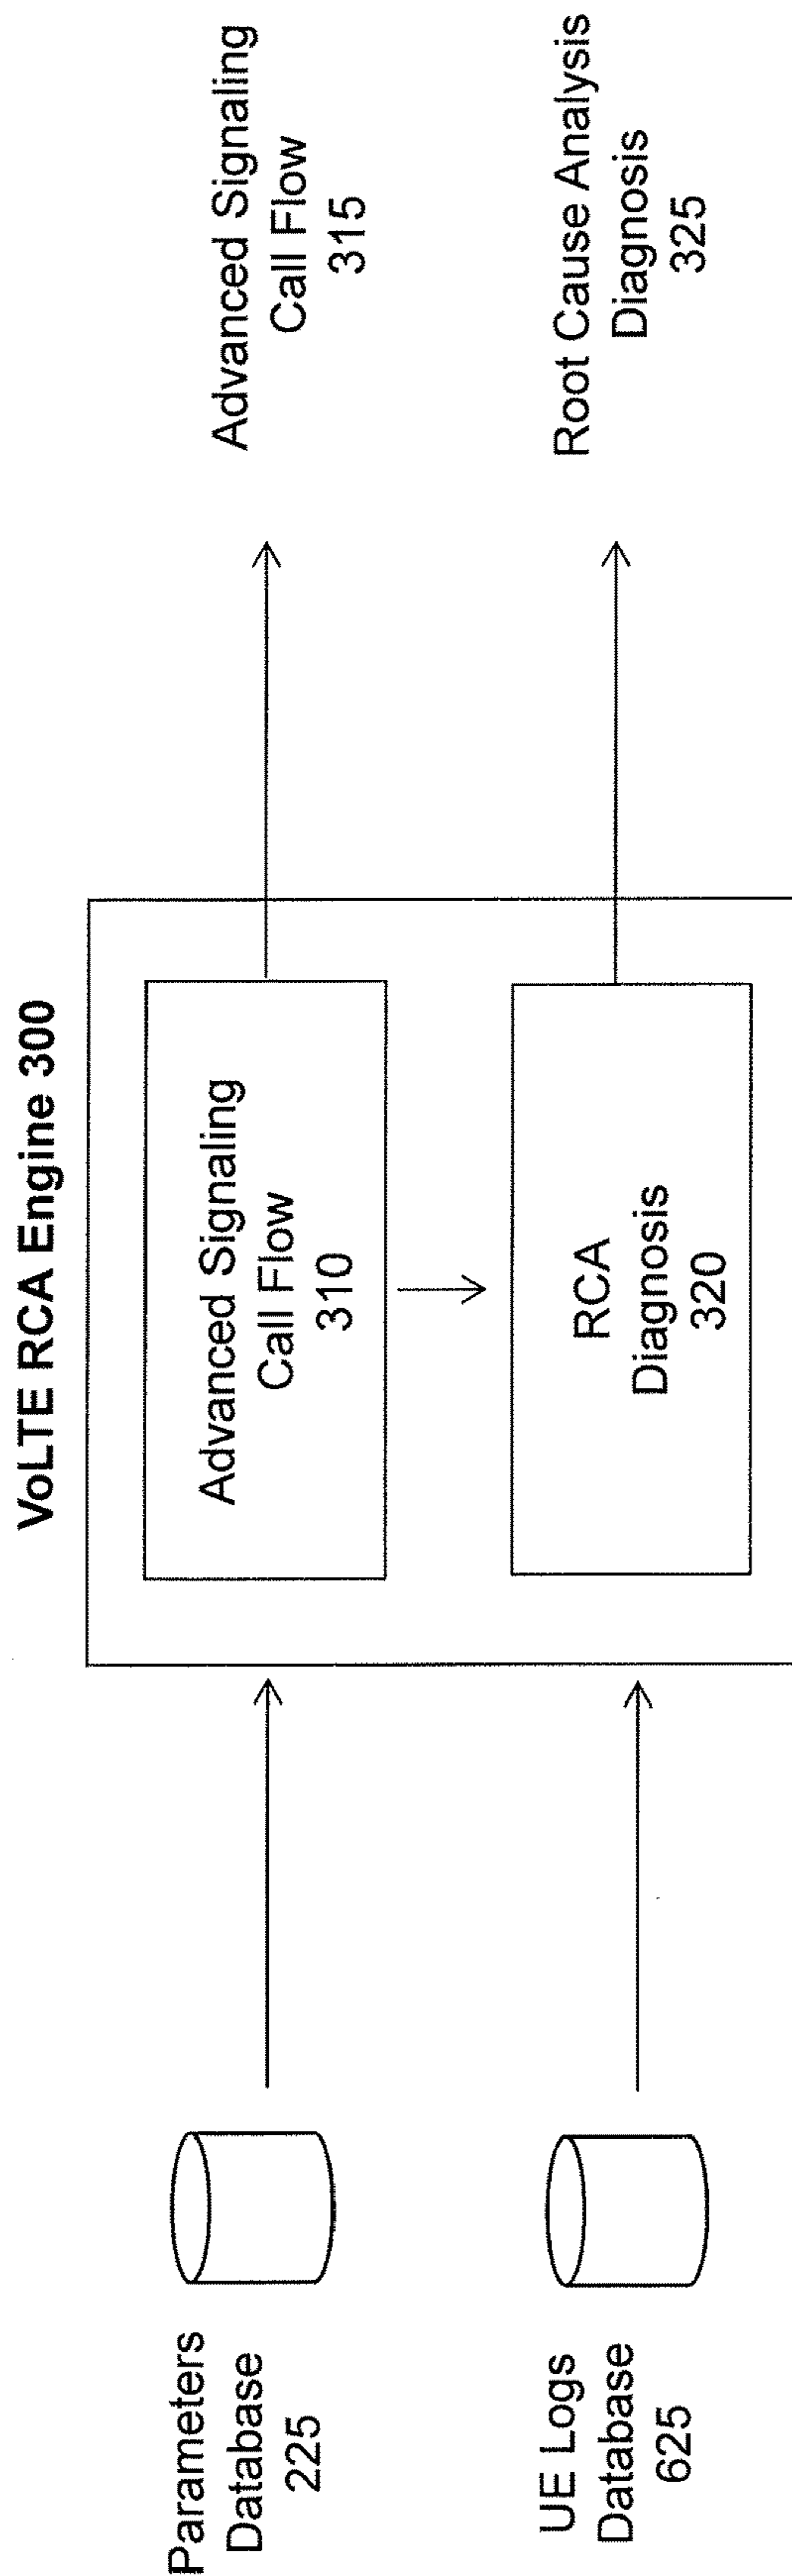 VoLTE RCA Engine 300
Parameters
Database
225
UE Logs
Database
625
Advanced Signaling
Call Flow
310
RCA
Diagnosis
320
Advanced Signaling
Call Flow
315
Root Cause Analysis
Diagnosis
325